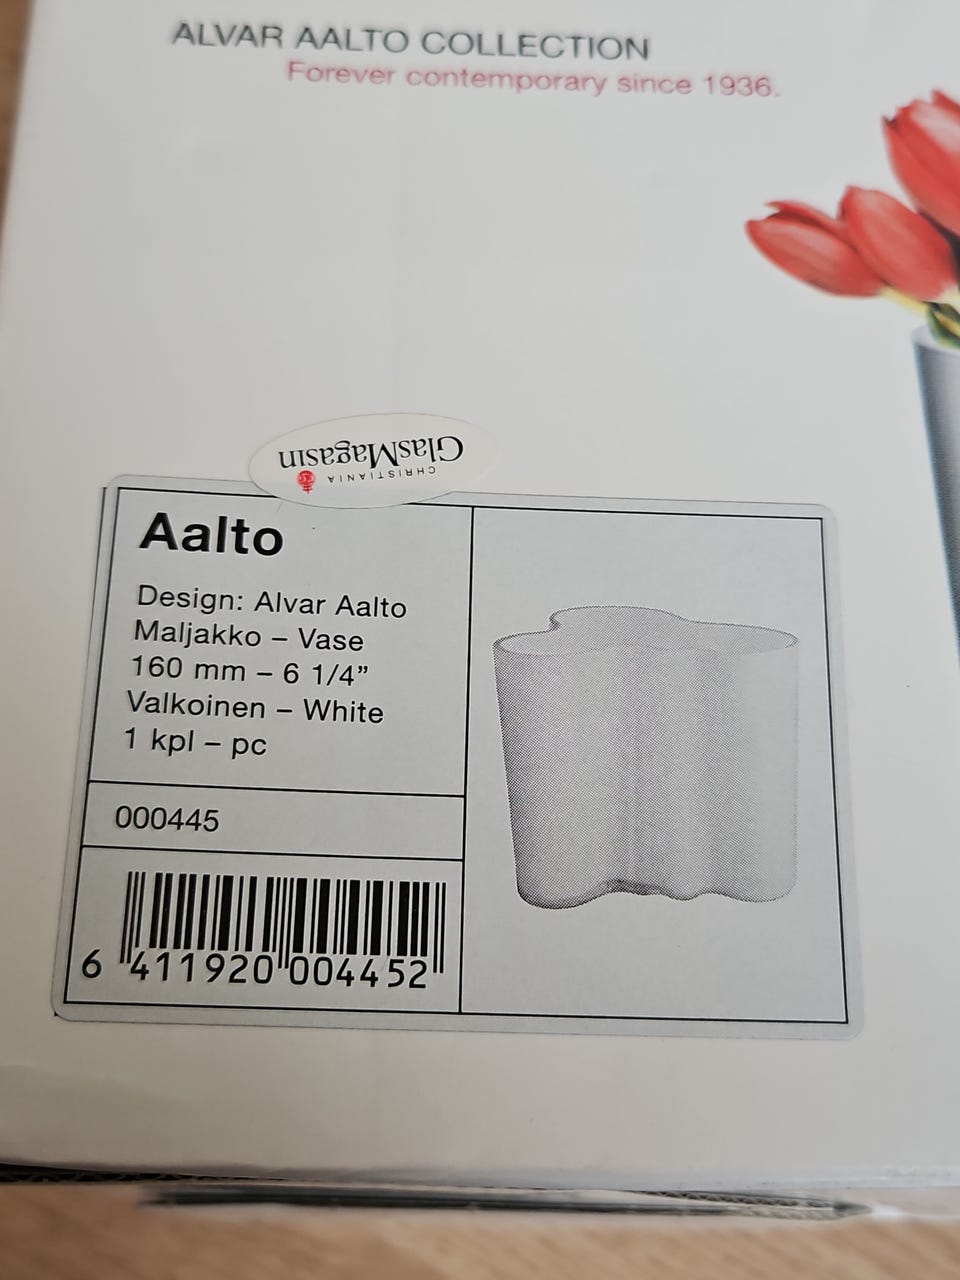 ALVAR AALTO COLLECTION
Forever contemporary since 1936.
GlasMagasin
CHRISTIANIA
Aalto
Design: Alvar Aalto
Maljakko – Vase
160 mm – 6 1/4”
Valkoinen – White
1 kpl – pc
000445
6 411920 004452